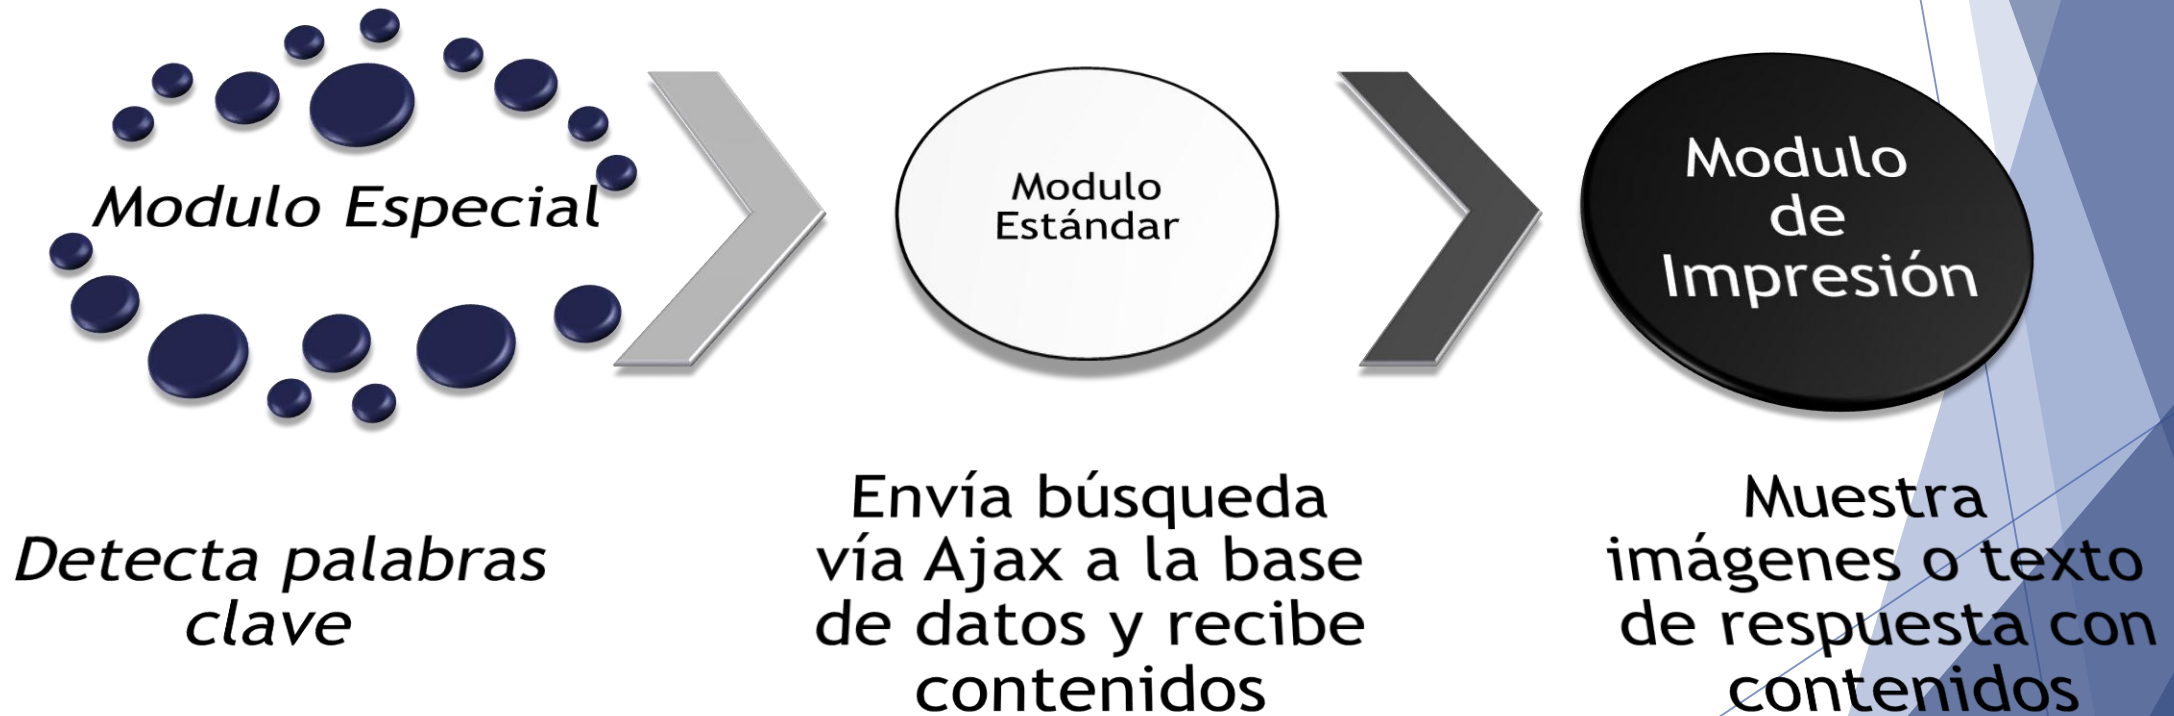 Modulo Especial
Modulo
Estándar
Modulo
de
Impresión
Detecta palabras
clave
Envía búsqueda
vía Ajax a la base
de datos y recibe
contenidos
Muestra
imágenes o texto
de respuesta con
contenidos